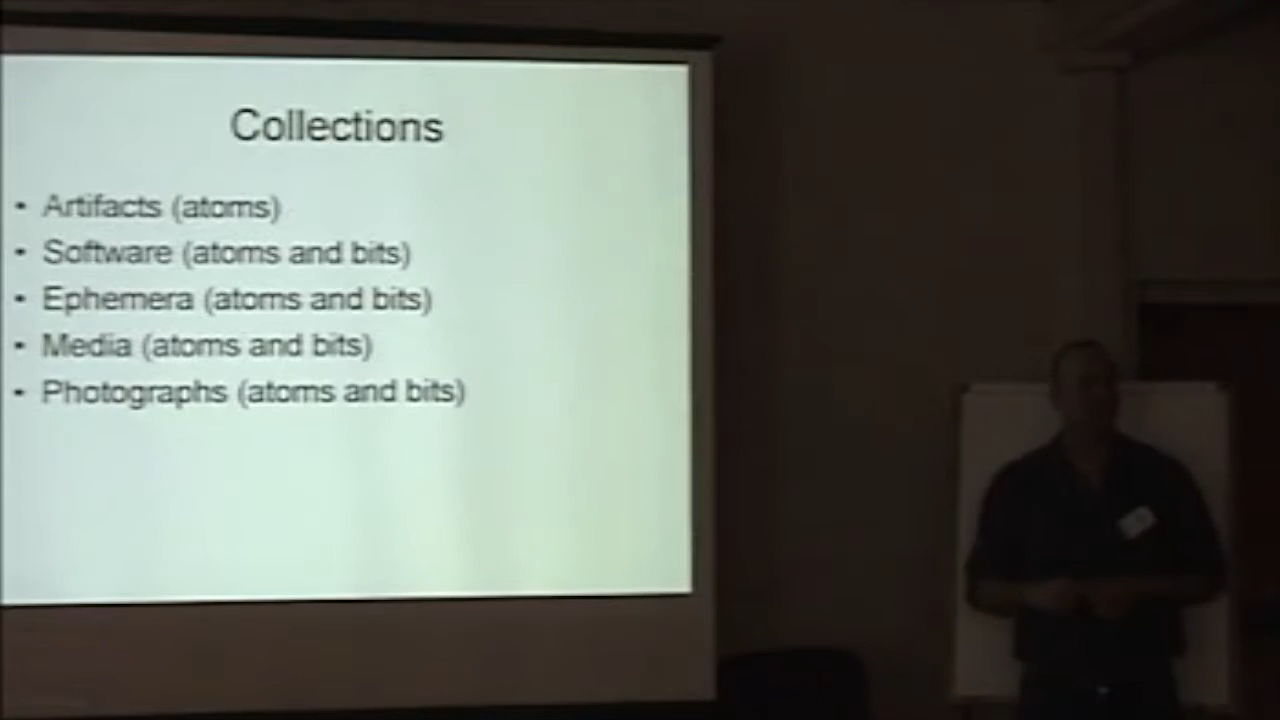 Collections
• Artifacts (atoms)
• Software (atoms and bits)
• Ephemera (atoms and bits)
• Media (atoms and bits)
• Photographs (atoms and bits)